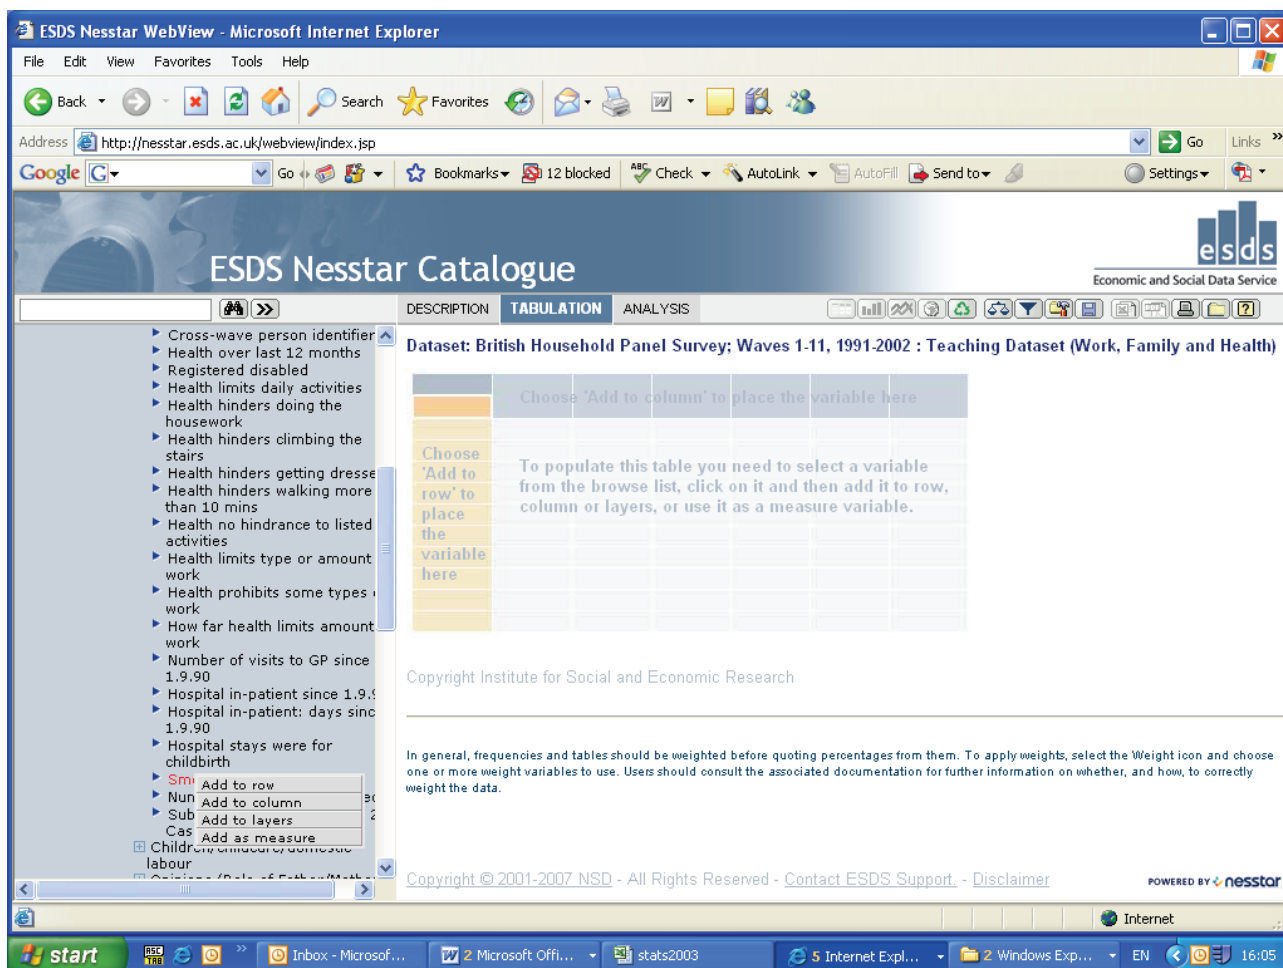 ESDS Nesstar WebView - Microsoft Internet Explorer
File Edit View Favorites Tools Help
Back Search Favorites
Address http://nesstar.esds.ac.uk/webview/index.jsp Go Links »
Google G Go Bookmarks 12 blocked Check AutoLink AutoFill Send to Settings
ESDS Nesstar Catalogue
esds
Economic and Social Data Service
DESCRIPTION TABULATION ANALYSIS
Cross-wave person identifier
Health over last 12 months
Registered disabled
Health limits daily activities
Health hinders doing the
housework
Health hinders climbing the
stairs
Health hinders getting dresse
Health hinders walking more
than 10 mins
Health no hindrance to listed
activities
Health limits type or amount
work
Health prohibits some types
work
How far health limits amount
work
Number of visits to GP since
1.9.90
Hospital in-patient since 1.9.9
Hospital in-patient: days sinc
1.9.90
Hospital stays were for
childbirth
Smo
Num
Sub
Cas
Add to row
Add to column
Add to layers
Add as measure
Children/childcare/domestic
labour
Opinions (Role of Father/Mothe
Dataset: British Household Panel Survey; Waves 1-11, 1991-2002 : Teaching Dataset (Work, Family and Health)
Choose 'Add to column' to place the variable here
Choose
'Add to
row' to
place
the
variable
here
To populate this table you need to select a variable
from the browse list, click on it and then add it to row,
column or layers, or use it as a measure variable.
Copyright Institute for Social and Economic Research
In general, frequencies and tables should be weighted before quoting percentages from them. To apply weights, select the Weight icon and choose
one or more weight variables to use. Users should consult the associated documentation for further information on whether, and how, to correctly
weight the data.
Copyright © 2001-2007 NSD - All Rights Reserved - Contact ESDS Support. - Disclaimer
POWERED BY nesstar
Internet
start » Inbox - Microsof... 2 Microsoft Offi... stats2003 5 Internet Expl... 2 Windows Exp... EN 16:05